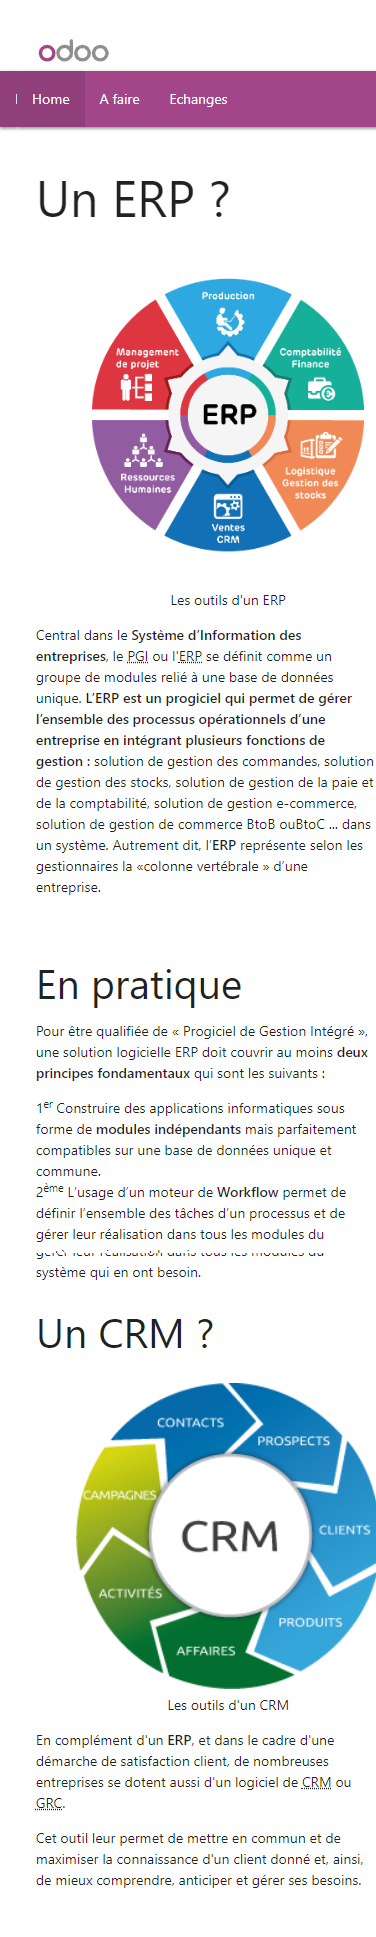 odoo
Home A faire Echanges
Un ERP ?
Production
Management
de projet
Comptabilité
Finance
ERP
Ressources
Humaines
Logistique
Gestion des
stocks
Ventes
CRM
Les outils d'un ERP
Central dans le Système d’Information des
entreprises, le PGI ou l'ERP se définit comme un
groupe de modules relié à une base de données
unique. L’ERP est un progiciel qui permet de gérer
l’ensemble des processus opérationnels d’une
entreprise en intégrant plusieurs fonctions de
gestion : solution de gestion des commandes, solution
de gestion des stocks, solution de gestion de la paie et
de la comptabilité, solution de gestion e-commerce,
solution de gestion de commerce BtoB ouBtoC ... dans
un système. Autrement dit, l’ERP représente selon les
gestionnaires la «colonne vertébrale » d’une
entreprise.
En pratique
Pour être qualifiée de « Progiciel de Gestion Intégré »,
une solution logicielle ERP doit couvrir au moins deux
principes fondamentaux qui sont les suivants :
1er Construire des applications informatiques sous
forme de modules indépendants mais parfaitement
compatibles sur une base de données unique et
commune.
2ème L’usage d’un moteur de Workflow permet de
définir l’ensemble des tâches d’un processus et de
gérer leur réalisation dans tous les modules du
système qui en ont besoin.
Un CRM ?
CONTACTS
PROSPECTS
CAMPAGNES
CRM
CLIENTS
ACTIVITÉS
PRODUITS
AFFAIRES
Les outils d'un CRM
En complément d'un ERP, et dans le cadre d'une
démarche de satisfaction client, de nombreuses
entreprises se dotent aussi d'un logiciel de CRM ou
GRC.
Cet outil leur permet de mettre en commun et de
maximiser la connaissance d'un client donné et, ainsi,
de mieux comprendre, anticiper et gérer ses besoins.